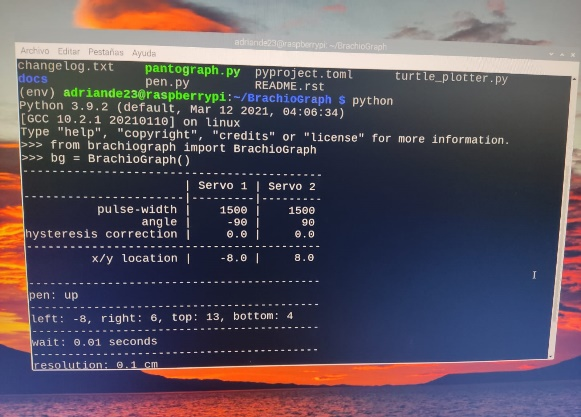 adriande23@raspberrypi: ~/BrachioGraph
Archivo Editar Pestañas Ayuda
changelog.txt pantograph.py pyproject.toml turtle_plotter.py
docs pen.py README.rst
(env) adriande23@raspberrypi:~/BrachioGraph $ python
Python 3.9.2 (default, Mar 12 2021, 04:06:34)
[GCC 10.2.1 20210110] on linux
Type "help", "copyright", "credits" or "license" for more information.
>>> from brachiograph import BrachioGraph
>>> bg = BrachioGraph()
--------------------------------------------
| Servo 1 | Servo 2
----------------------|---------|---------
pulse-width | 1500 | 1500
angle | -90 | 90
hysteresis correction | 0.0 | 0.0
--------------------------------------------
x/y location | -8.0 | 8.0
--------------------------------------------
pen: up
--------------------------------------------
left: -8, right: 6, top: 13, bottom: 4
--------------------------------------------
wait: 0.01 seconds
--------------------------------------------
resolution: 0.1 cm